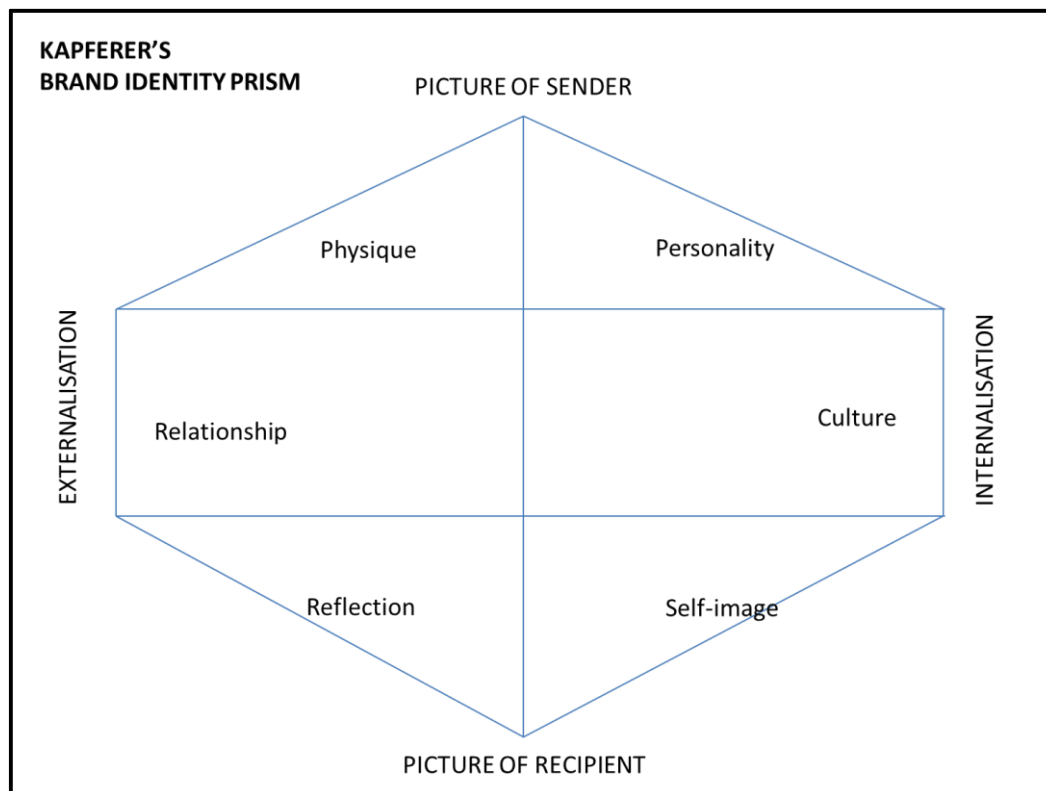 KAPFERER'S
BRAND IDENTITY PRISM
PICTURE OF SENDER
Physique
Personality
EXTERNALISATION
INTERNALISATION
Relationship
Culture
Reflection
Self-image
PICTURE OF RECIPIENT